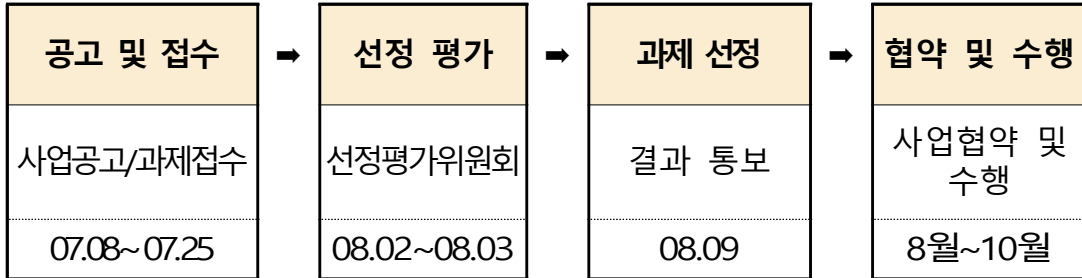 공고 및 접수 ➡ 선정 평가 ➡ 과제 선정 ➡ 협약 및 수행
사업공고/과제접수 선정평가위원회 결과 통보 사업협약 및
수행
07.08~07.25 08.02~08.03 08.09 8월~10월